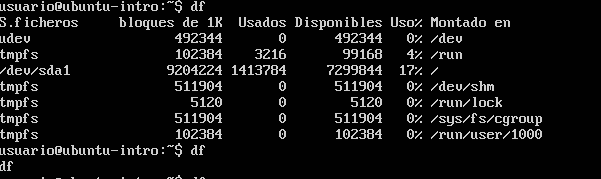 usuario@ubuntu-intro:~$ df
S.ficheros bloques de 1K Usados Disponibles Uso% Montado en
udev 492344 0 492344 0% /dev
tmpfs 102384 3216 99168 4% /run
/dev/sda1 9204224 1413784 7299844 17% /
tmpfs 511904 0 511904 0% /dev/shm
tmpfs 5120 0 5120 0% /run/lock
tmpfs 511904 0 511904 0% /sys/fs/cgroup
tmpfs 102384 0 102384 0% /run/user/1000
usuario@ubuntu-intro:~$ df
df
usuario@ubuntu-intro:~$